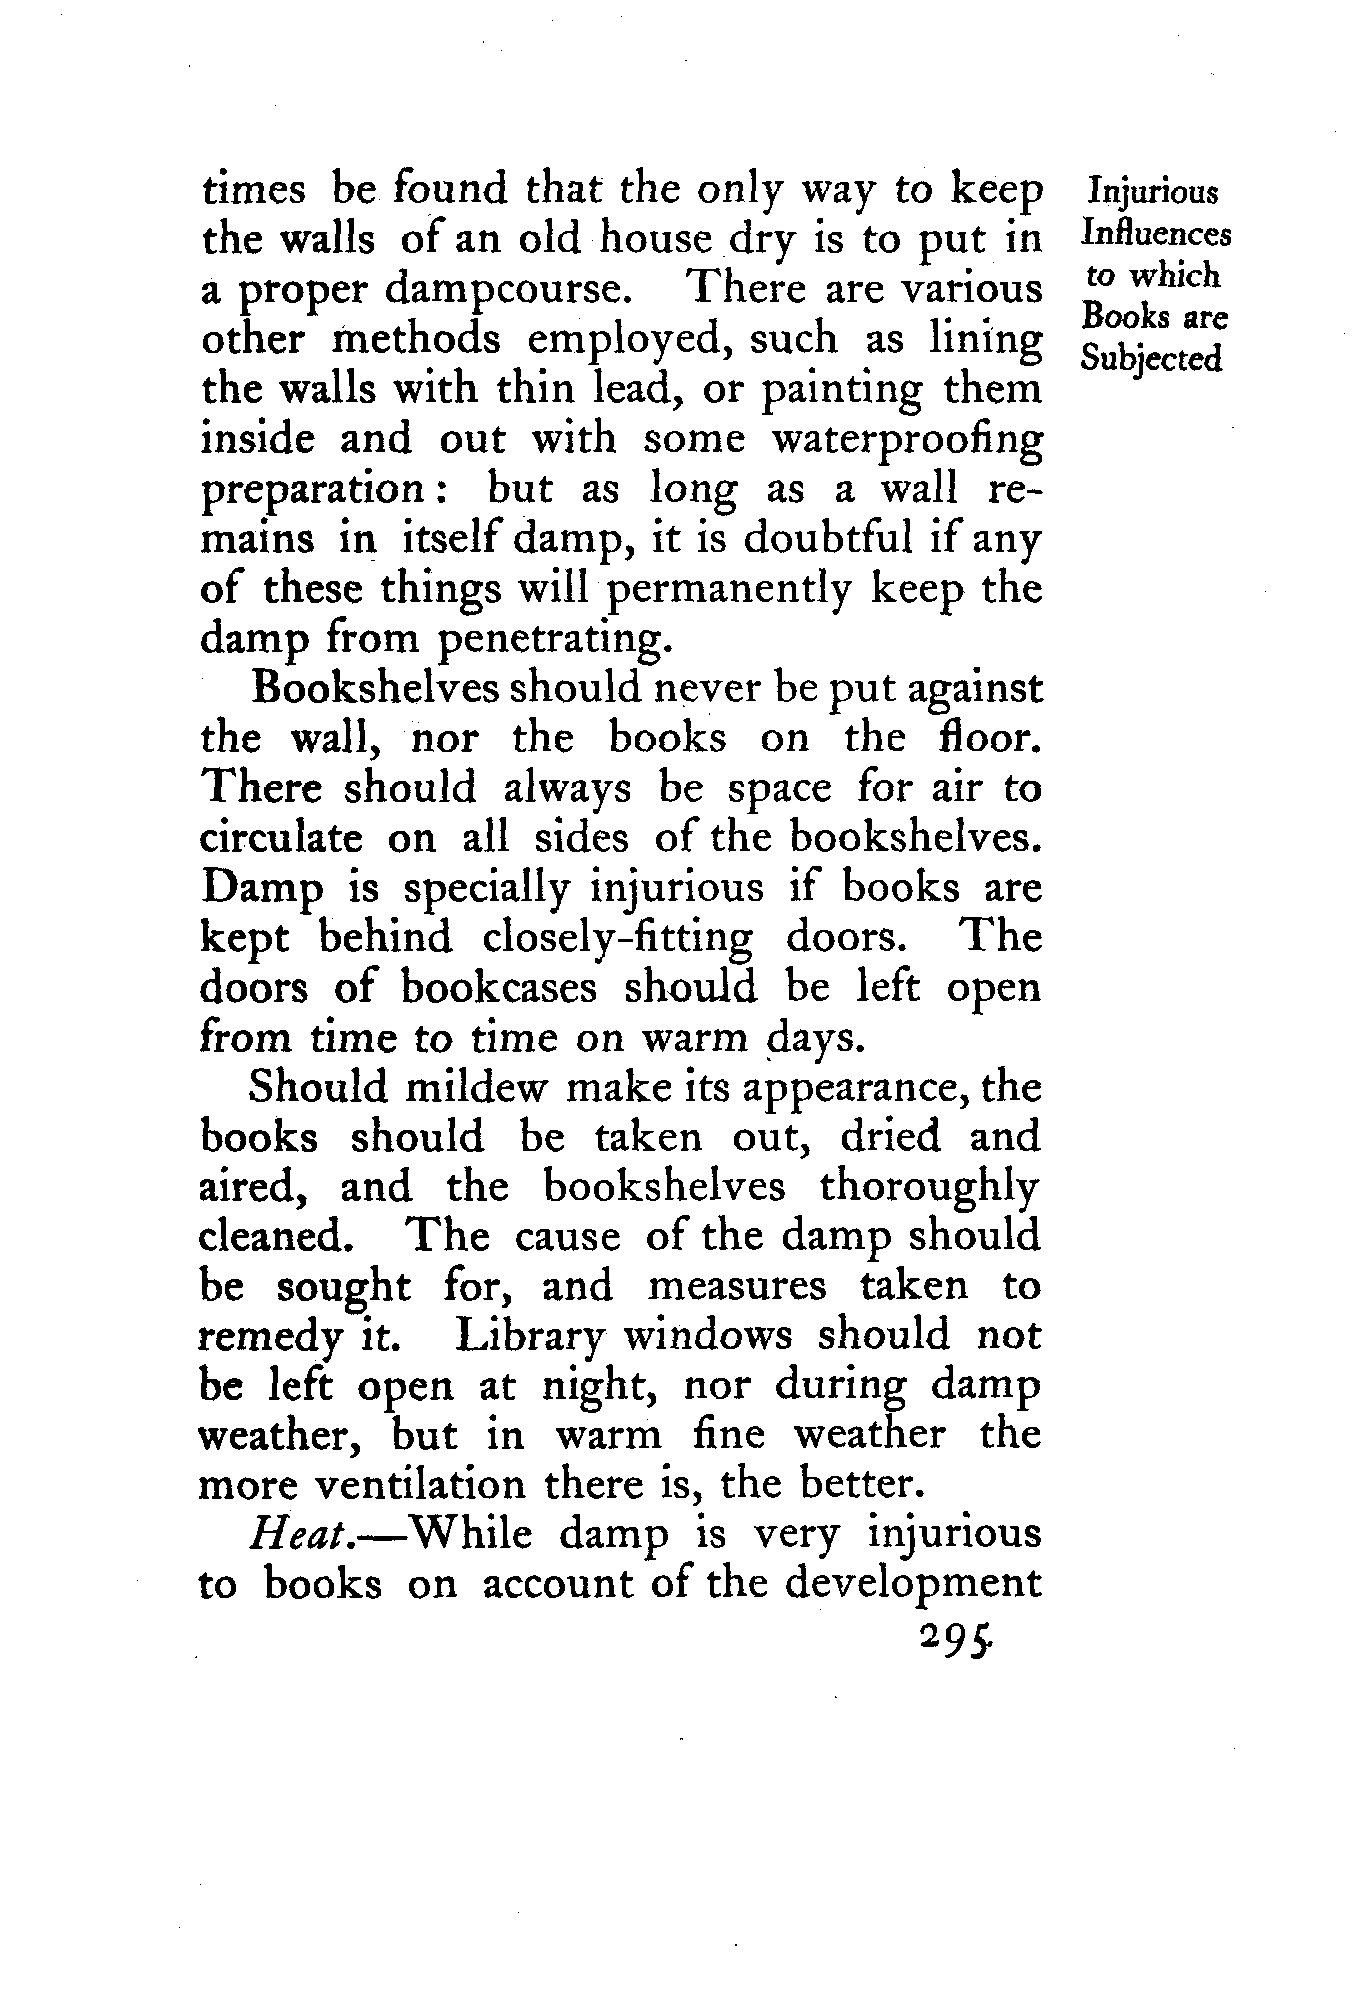 times be found that the only way to keep
the walls of an old house dry is to put in
a proper dampcourse. There are various
other methods employed, such as lining
the walls with thin lead, or painting them
inside and out with some waterproofing
preparation : but as long as a wall re-
mains in itself damp, it is doubtful if any
of these things will permanently keep the
damp from penetrating.
Bookshelves should never be put against
the wall, nor the books on the floor.
There should always be space for air to
circulate on all sides of the bookshelves.
Damp is specially injurious if books are
kept behind closely-fitting doors. The
doors of bookcases should be left open
from time to time on warm days.
Should mildew make its appearance, the
books should be taken out, dried and
aired, and the bookshelves thoroughly
cleaned. The cause of the damp should
be sought for, and measures taken to
remedy it. Library windows should not
be left open at night, nor during damp
weather, but in warm fine weather the
more ventilation there is, the better.
Heat.—While damp is very injurious
to books on account of the development
295
Injurious
Influences
to which
Books are
Subjected